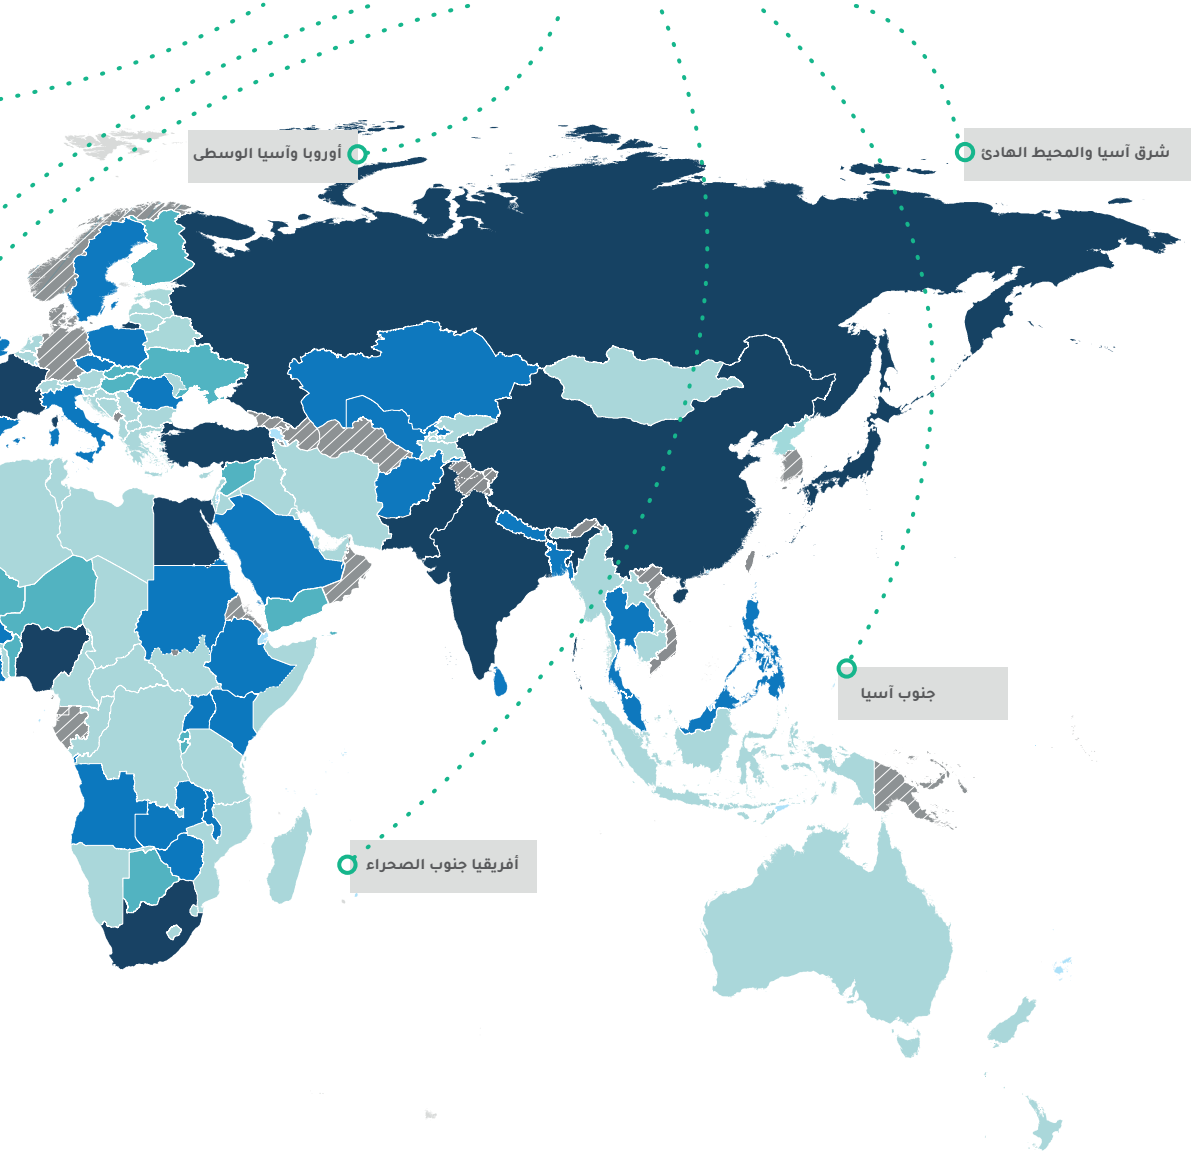 شرق آسيا والمحيط الهادئ
أوروبا وآسيا الوسطى
جنوب آسيا
أفريقيا جنوب الصحراء